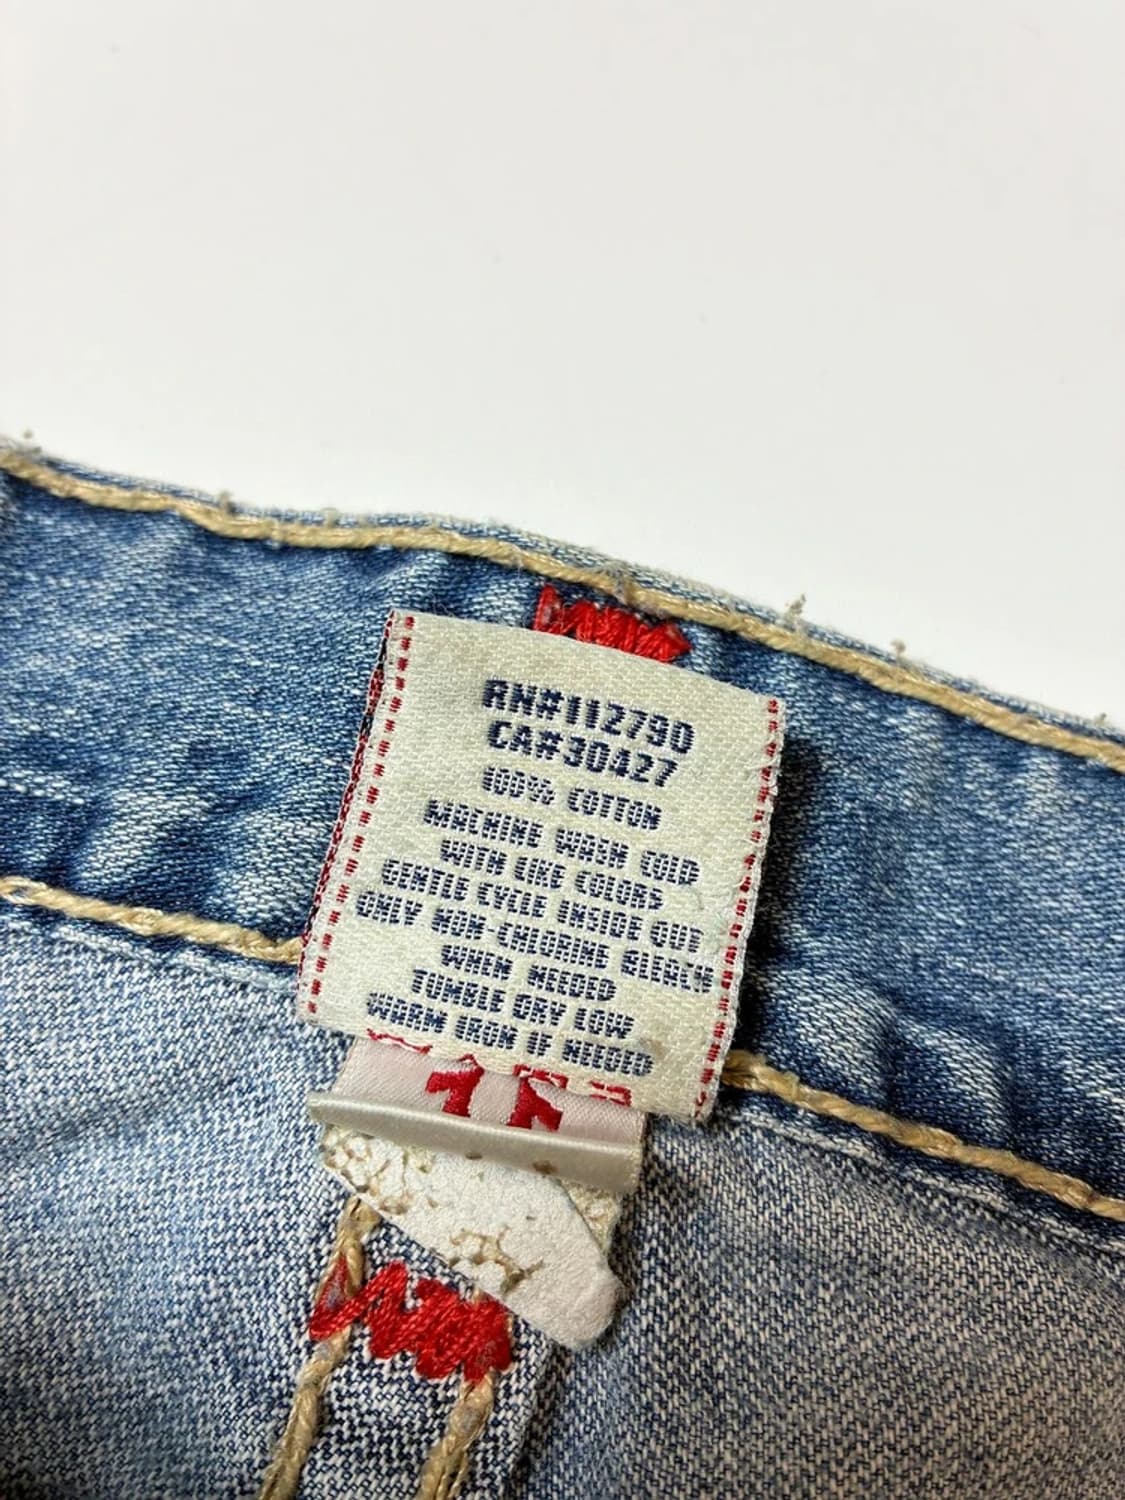 RN#112790
CA#30427
100% COTTON
MACHINE WASH COLD
WITH LIKE COLORS
GENTLE CYCLE INSIDE OUT
ONLY NON-CHLORINE BLEACH
WHEN NEEDED
TUMBLE DRY LOW
WARM IRON IF NEEDED